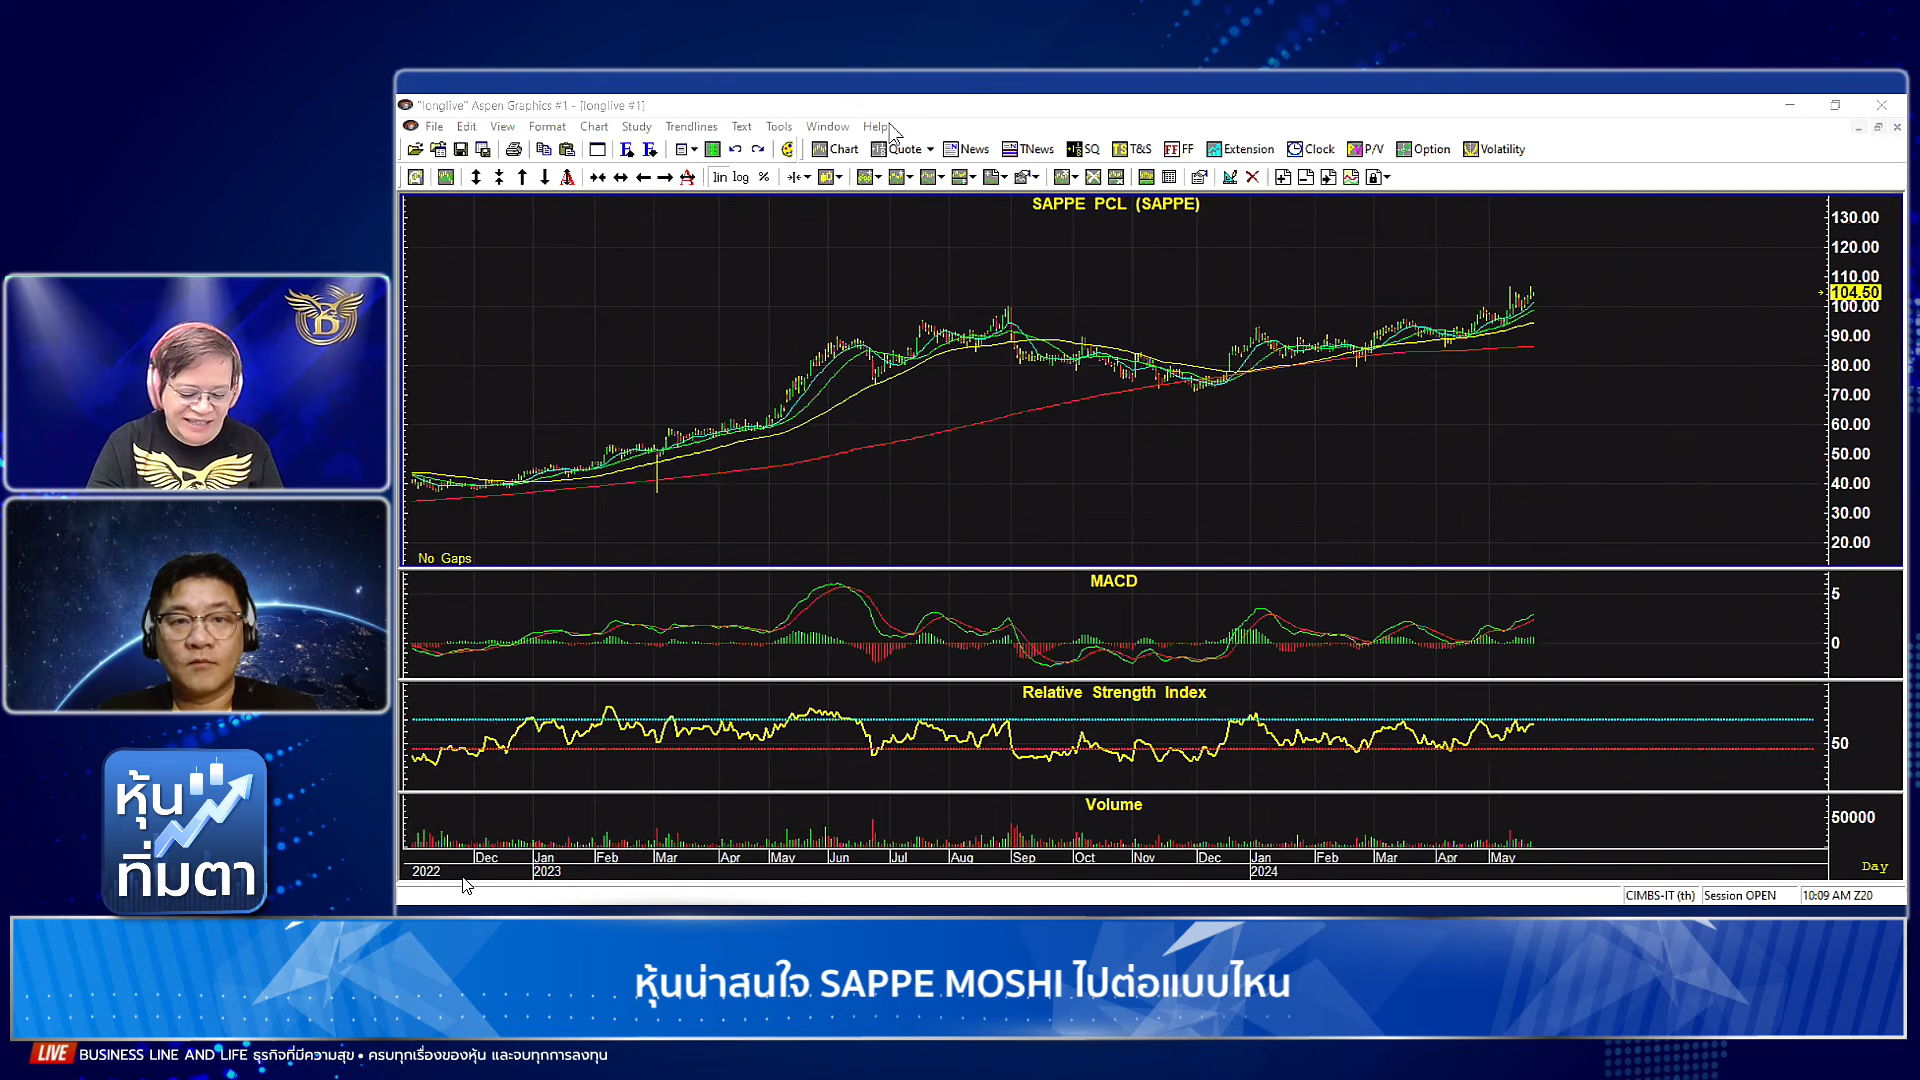 "longlive" Aspen Graphics #1 - [longlive #1]
File Edit View Format Chart Study Trendlines Text Tools Window Help
Chart Quote News TNews SQ T&S FF Extension Clock P/V Option Volatility
lin log %
SAPPE PCL (SAPPE)
130.00
120.00
110.00
104.50
100.00
90.00
80.00
70.00
60.00
50.00
40.00
30.00
20.00
No Gaps
MACD
5
0
Relative Strength Index
50
Volume
50000
Dec Jan Feb Mar Apr May Jun Jul Aug Sep Oct Nov Dec Jan Feb Mar Apr May
2022 2023 2024
Day
CIMBS-IT (th) Session OPEN 10:09 AM Z20
หุ้น
ทิ่มตา
หุ้นน่าสนใจ SAPPE MOSHI ไปต่อแบบไหน
LIVE BUSINESS LINE AND LIFE ธุรกิจที่มีความสุข • ครบทุกเรื่องของหุ้น และจบทุกการลงทุน